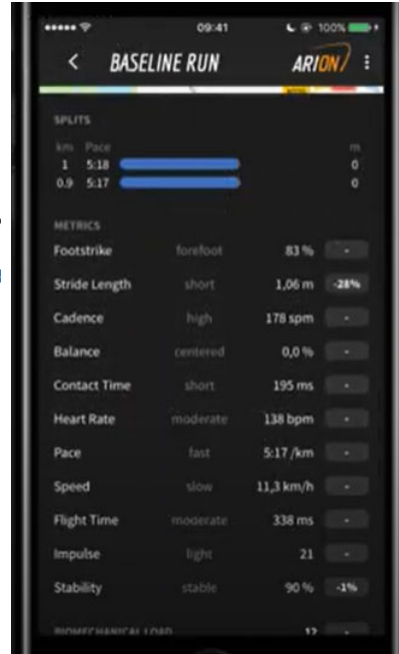 09:41
100%
BASELINE RUN
ARION
SPLITS
km Pace m
1 5:18 0
0.9 5:17 0
METRICS
Footstrike forefoot 83 % -
Stride Length short 1,06 m -28%
Cadence high 178 spm -
Balance centered 0,0 % -
Contact Time short 195 ms -
Heart Rate moderate 138 bpm -
Pace fast 5:17 /km -
Speed slow 11,3 km/h -
Flight Time moderate 338 ms -
Impulse light 21 -
Stability stable 90 % -1%
BIOMECHANICAL LOAD 12 -